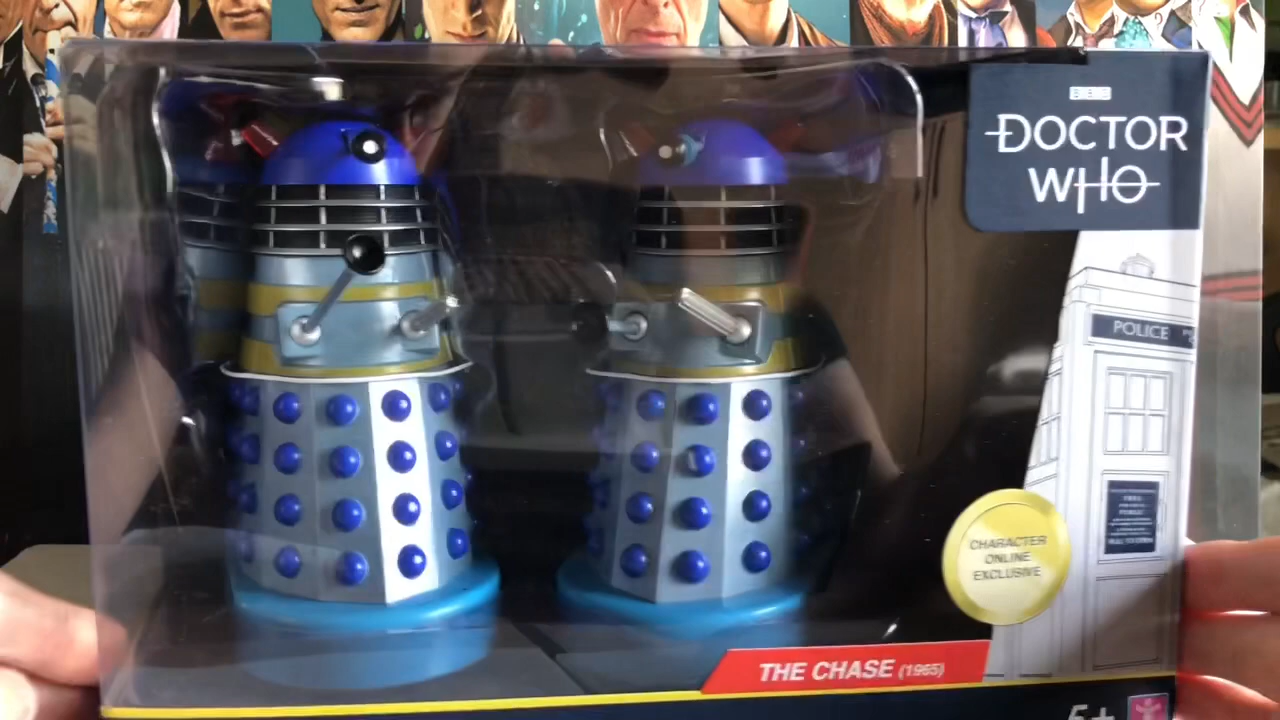 BBC
DOCTOR
WHO
POLICE
CHARACTER
ONLINE
EXCLUSIVE
THE CHASE (1965)
5+